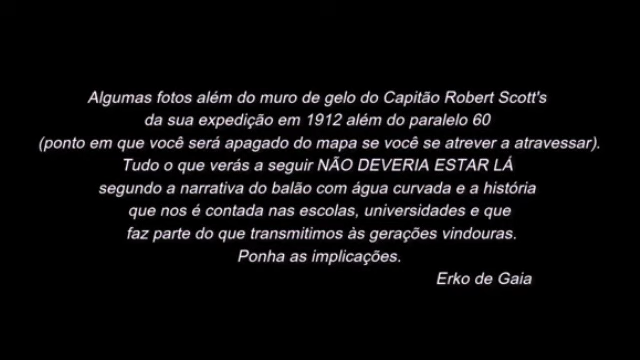 Algumas fotos além do muro de gelo do Capitão Robert Scott's
da sua expedição em 1912 além do paralelo 60
(ponto em que você será apagado do mapa se você se atrever a atravessar).
Tudo o que verás a seguir NÃO DEVERIA ESTAR LÁ
segundo a narrativa do balão com água curvada e a história
que nos é contada nas escolas, universidades e que
faz parte do que transmitimos às gerações vindouras.
Ponha as implicações.
Erko de Gaia